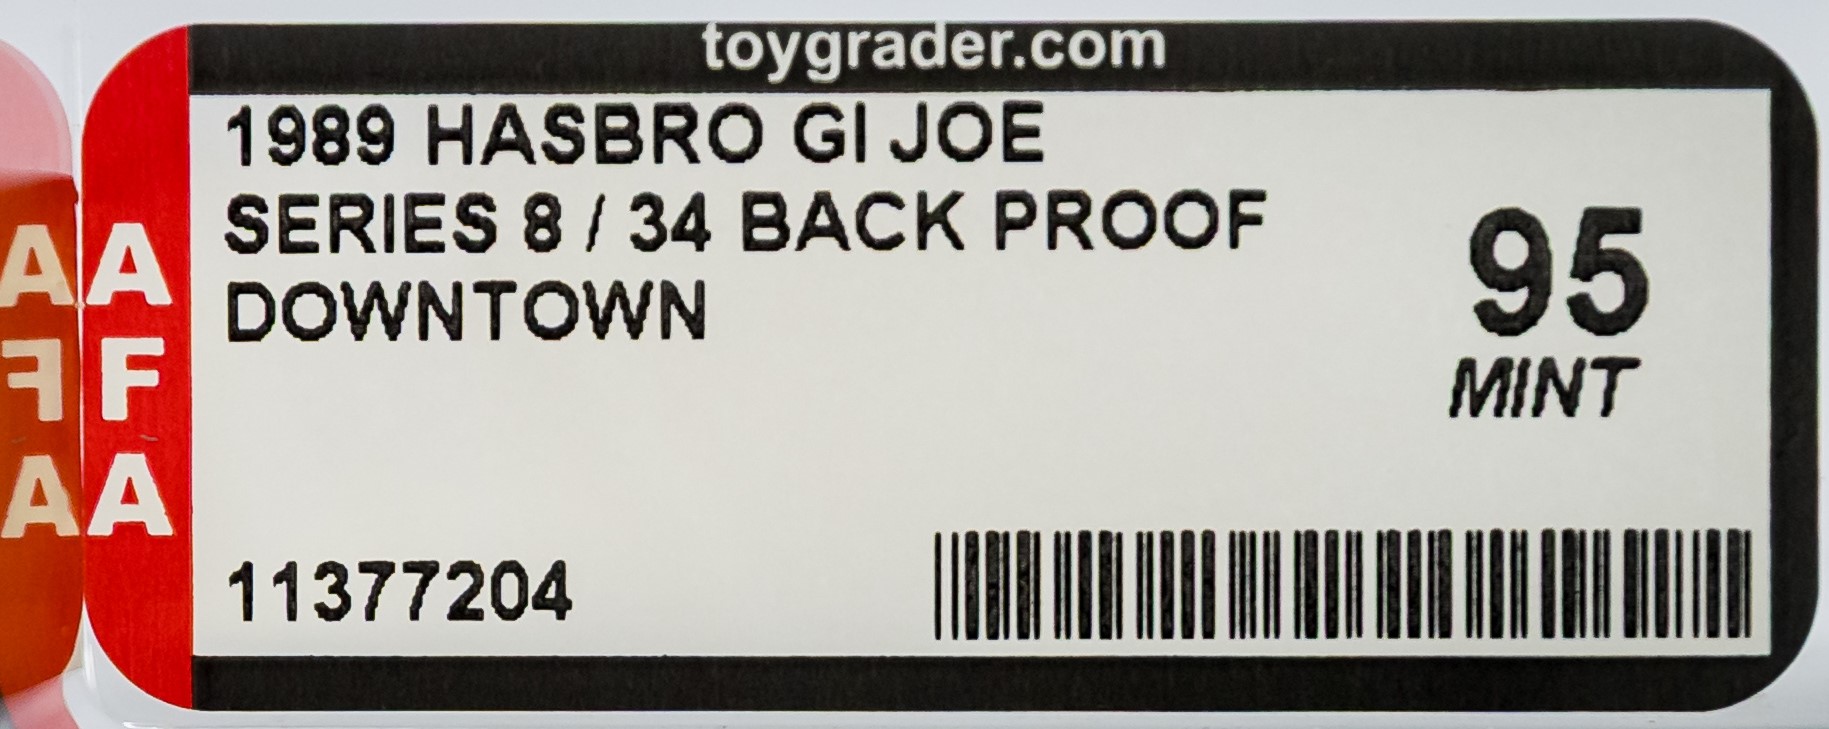 toygrader.com
1989 HASBRO GI JOE
SERIES 8 / 34 BACK PROOF
DOWNTOWN
95
MINT
11377204
AFA
AFA